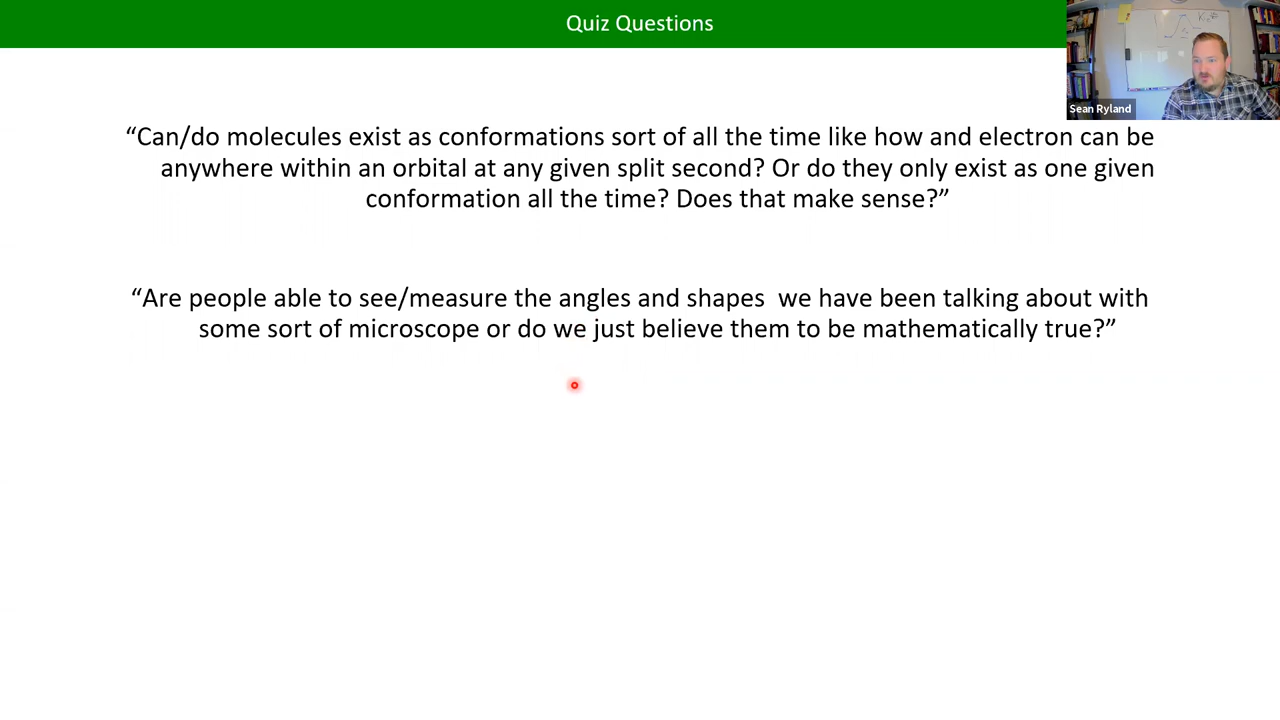 Quiz Questions
Sean Ryland
“Can/do molecules exist as conformations sort of all the time like how and electron can be
anywhere within an orbital at any given split second? Or do they only exist as one given
conformation all the time? Does that make sense?”
“Are people able to see/measure the angles and shapes we have been talking about with
some sort of microscope or do we just believe them to be mathematically true?”